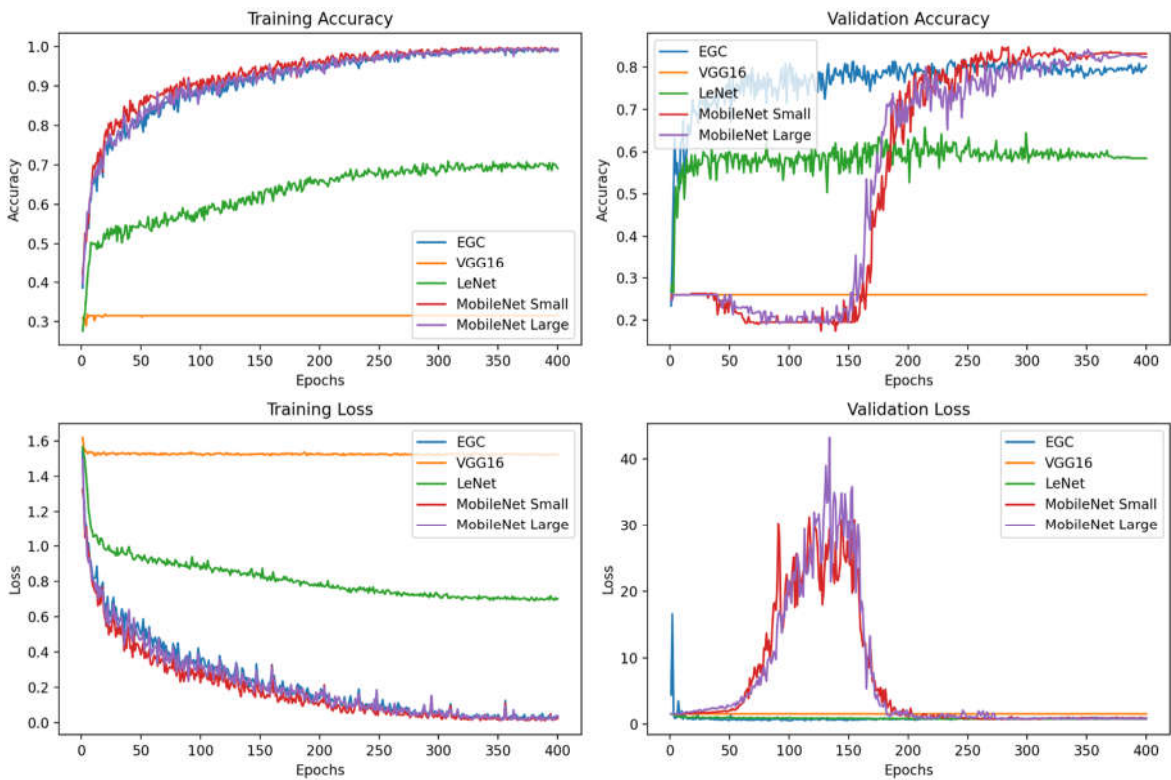 Training Accuracy
Validation Accuracy
1.0
0.9
0.8
0.7
0.6
0.5
0.4
0.3
Accuracy
0 50 100 150 200 250 300 350 400
Epochs
EGC
VGG16
LeNet
MobileNet Small
MobileNet Large
0.8
0.7
0.6
0.5
0.4
0.3
0.2
Accuracy
0 50 100 150 200 250 300 350 400
Epochs
EGC
VGG16
LeNet
MobileNet Small
MobileNet Large
Training Loss
Validation Loss
1.6
1.4
1.2
1.0
0.8
0.6
0.4
0.2
0.0
Loss
0 50 100 150 200 250 300 350 400
Epochs
EGC
VGG16
LeNet
MobileNet Small
MobileNet Large
40
30
20
10
0
Loss
0 50 100 150 200 250 300 350 400
Epochs
EGC
VGG16
LeNet
MobileNet Small
MobileNet Large